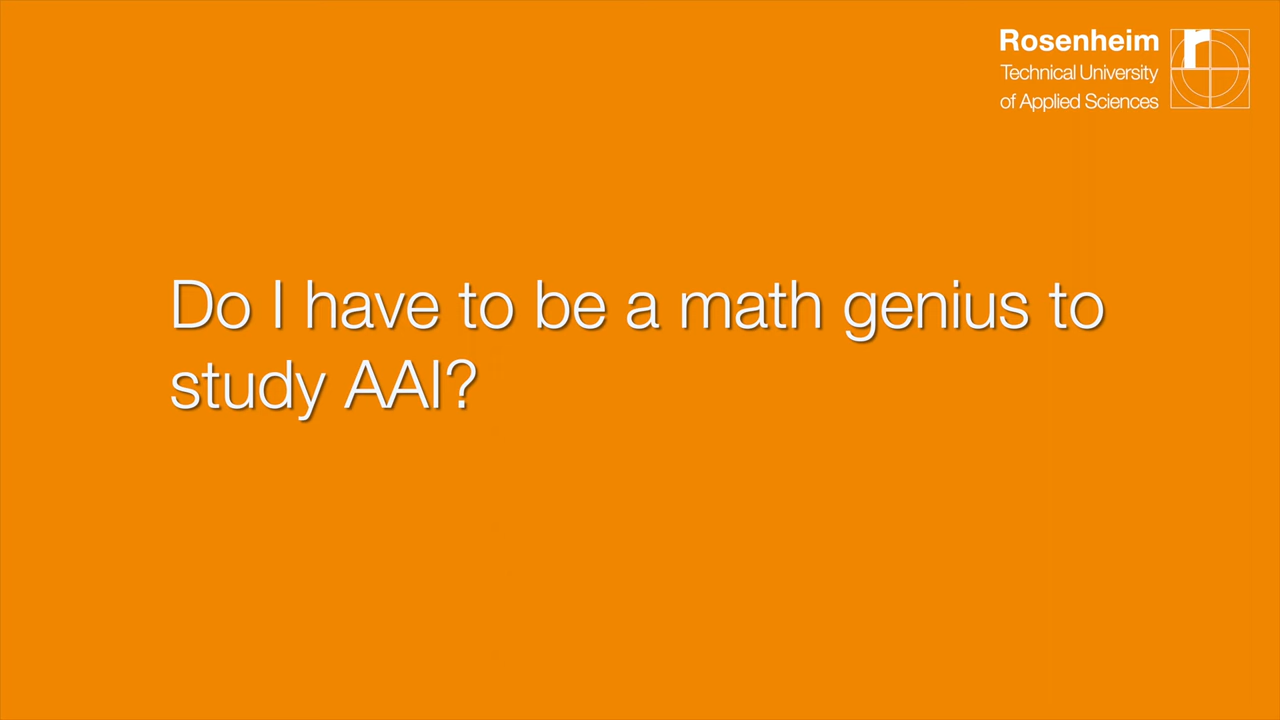 Rosenheim
Technical University
of Applied Sciences
Do I have to be a math genius to
study AAI?